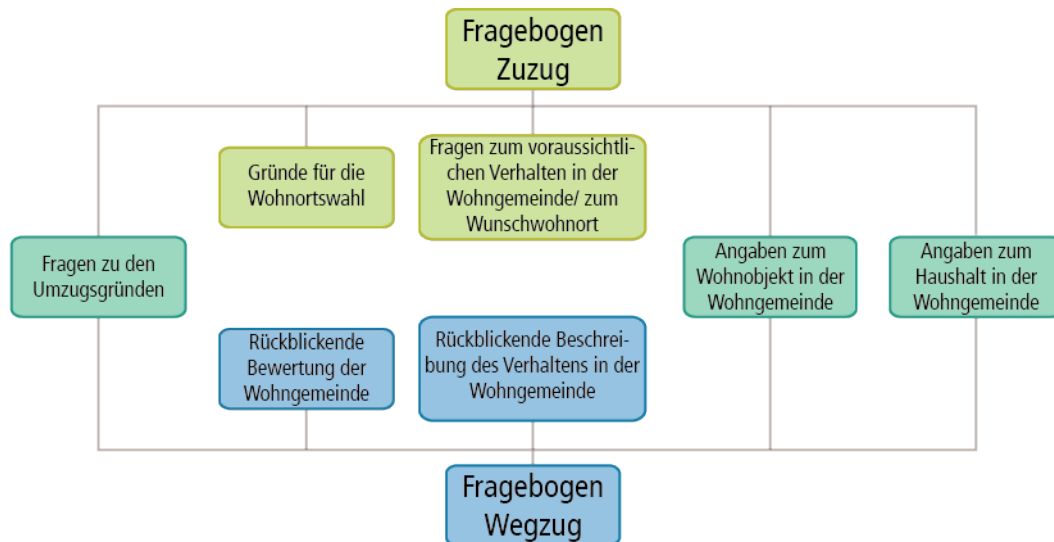 Fragebogen
Zuzug
Gründe für die
Wohnortswahl
Fragen zum voraussichtli-
chen Verhalten in der
Wohngemeinde/ zum
Wunschwohnort
Fragen zu den
Umzugsgründen
Angaben zum
Wohnobjekt in der
Wohngemeinde
Angaben zum
Haushalt in der
Wohngemeinde
Rückblickende
Bewertung der
Wohngemeinde
Rückblickende Beschrei-
bung des Verhaltens in der
Wohngemeinde
Fragebogen
Wegzug